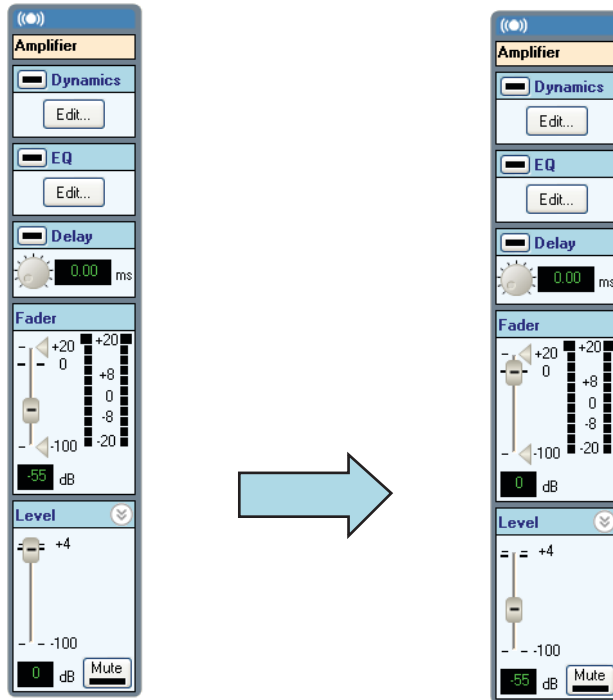 Amplifier
Dynamics
Edit...
EQ
Edit...
Delay
0.00 ms
Fader
+20 +20
0
+8
0
-8
-100 -20
-55 dB
Level
+4
-100
0 dB Mute
Amplifier
Dynamics
Edit...
EQ
Edit...
Delay
0.00 ms
Fader
+20 +20
0
+8
0
-8
-100 -20
0 dB
Level
+4
-100
-55 dB Mute